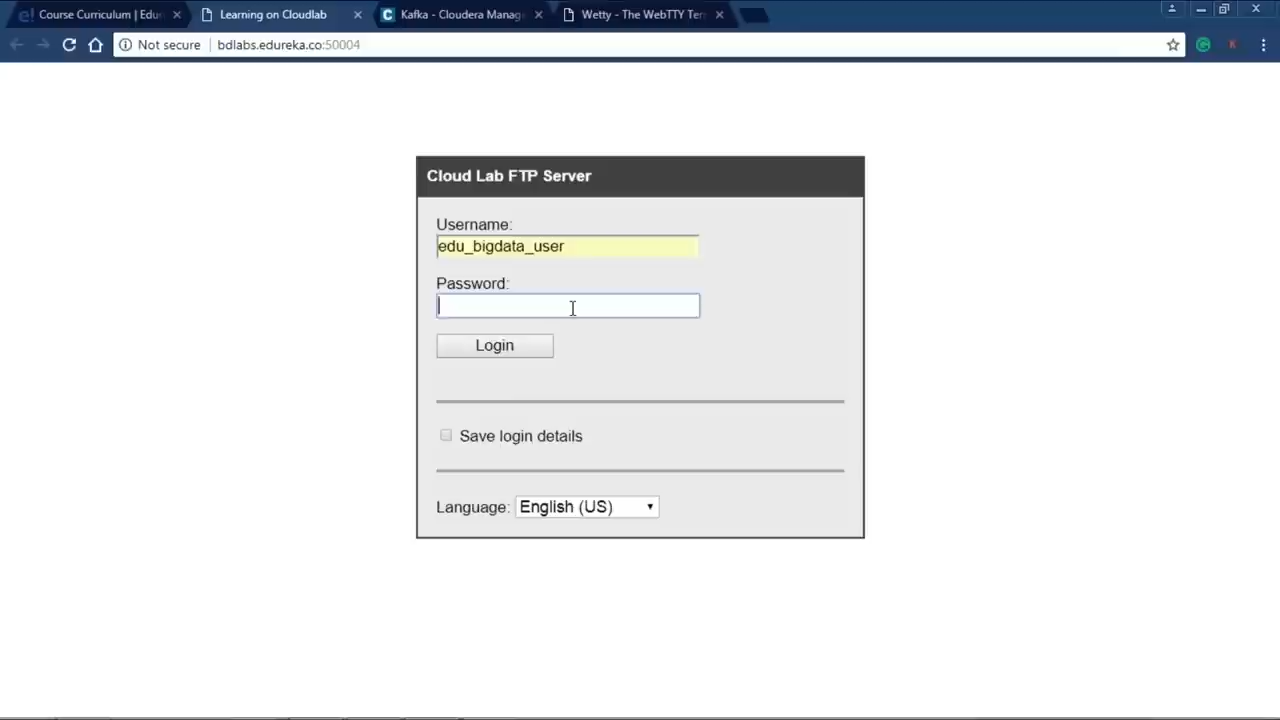 e! Course Curriculum | Edur
Learning on Cloudlab
C Kafka - Cloudera Manag
Wetty - The WebTTY Ter
Not secure | bdlabs.edureka.co:50004
Cloud Lab FTP Server
Username:
edu_bigdata_user
Password:
Login
Save login details
Language: English (US)